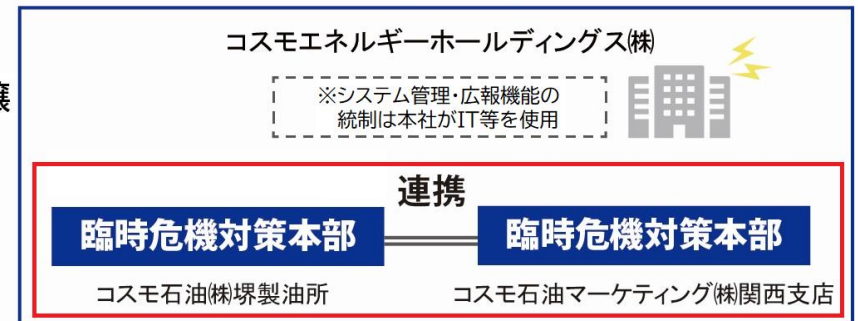 コスモエネルギーホールディングス㈱
※システム管理・広報機能の
統制は本社がIT等を使用
連携
臨時危機対策本部
臨時危機対策本部
コスモ石油㈱堺製油所
コスモ石油マーケティング㈱関西支店